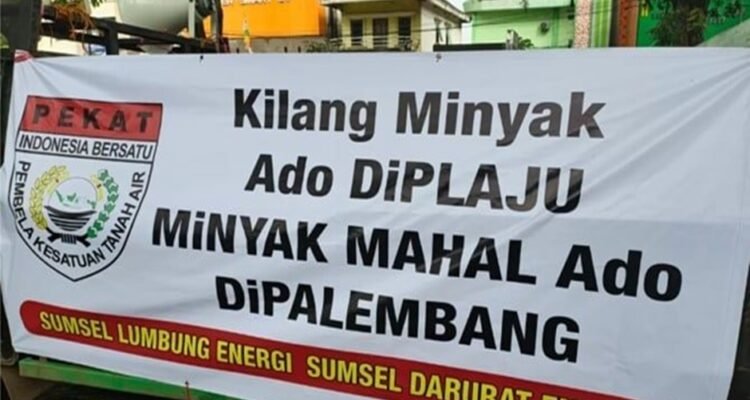 PEKAT
INDONESIA BERSATU
PEMBELA KESATUAN TANAH AIR
Kilang Minyak
Ado DiPLAJU
MiNYAK MAHAL Ado
DiPALEMBANG
SUMSEL LUMBUNG ENERGI SUMSEL DARURAT